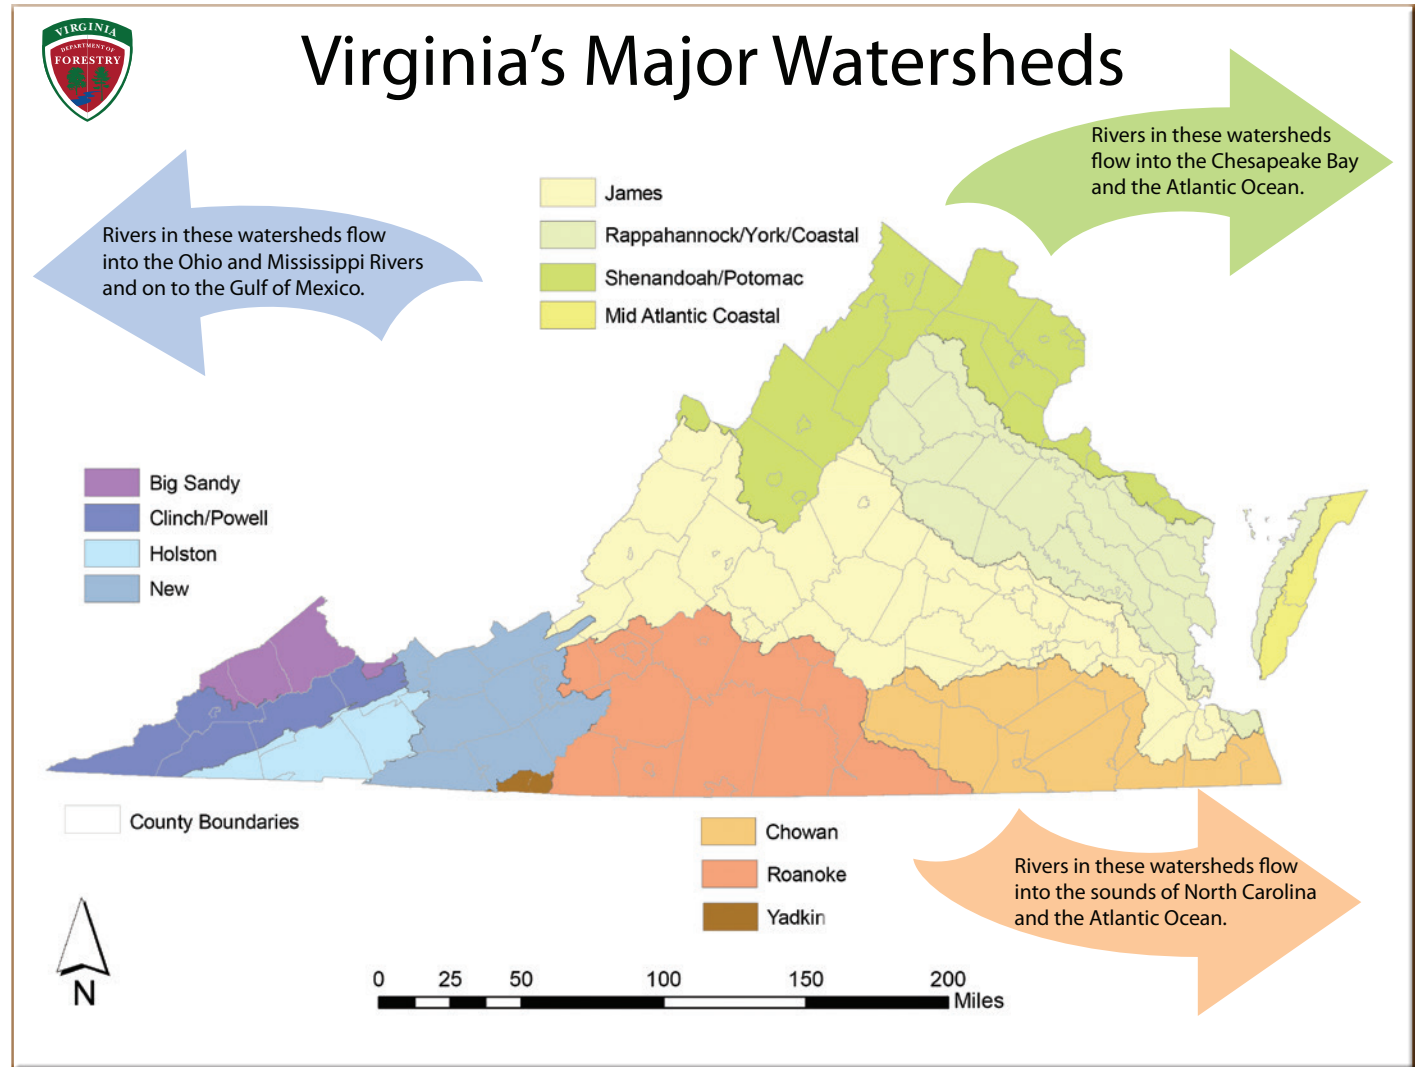 VIRGINIA
DEPARTMENT OF
FORESTRY
Virginia’s Major Watersheds
Rivers in these watersheds
flow into the Chesapeake Bay
and the Atlantic Ocean.
Rivers in these watersheds flow
into the Ohio and Mississippi Rivers
and on to the Gulf of Mexico.
James
Rappahannock/York/Coastal
Shenandoah/Potomac
Mid Atlantic Coastal
Big Sandy
Clinch/Powell
Holston
New
County Boundaries
Chowan
Roanoke
Yadkin
Rivers in these watersheds flow
into the sounds of North Carolina
and the Atlantic Ocean.
N
0 25 50 100 150 200
Miles